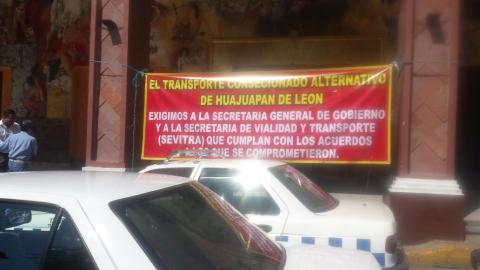 EL TRANSPORTE CONSECIONADO ALTERNATIVO
DE HUAJUAPAN DE LEON
EXIGIMOS A LA SECRETARIA GENERAL DE GOBIERNO
Y A LA SECRETARIA DE VIALIDAD Y TRANSPORTE
(SEVITRA) QUE CUMPLAN CON LOS ACUERDOS
A LOS QUE SE COMPROMETIERON.